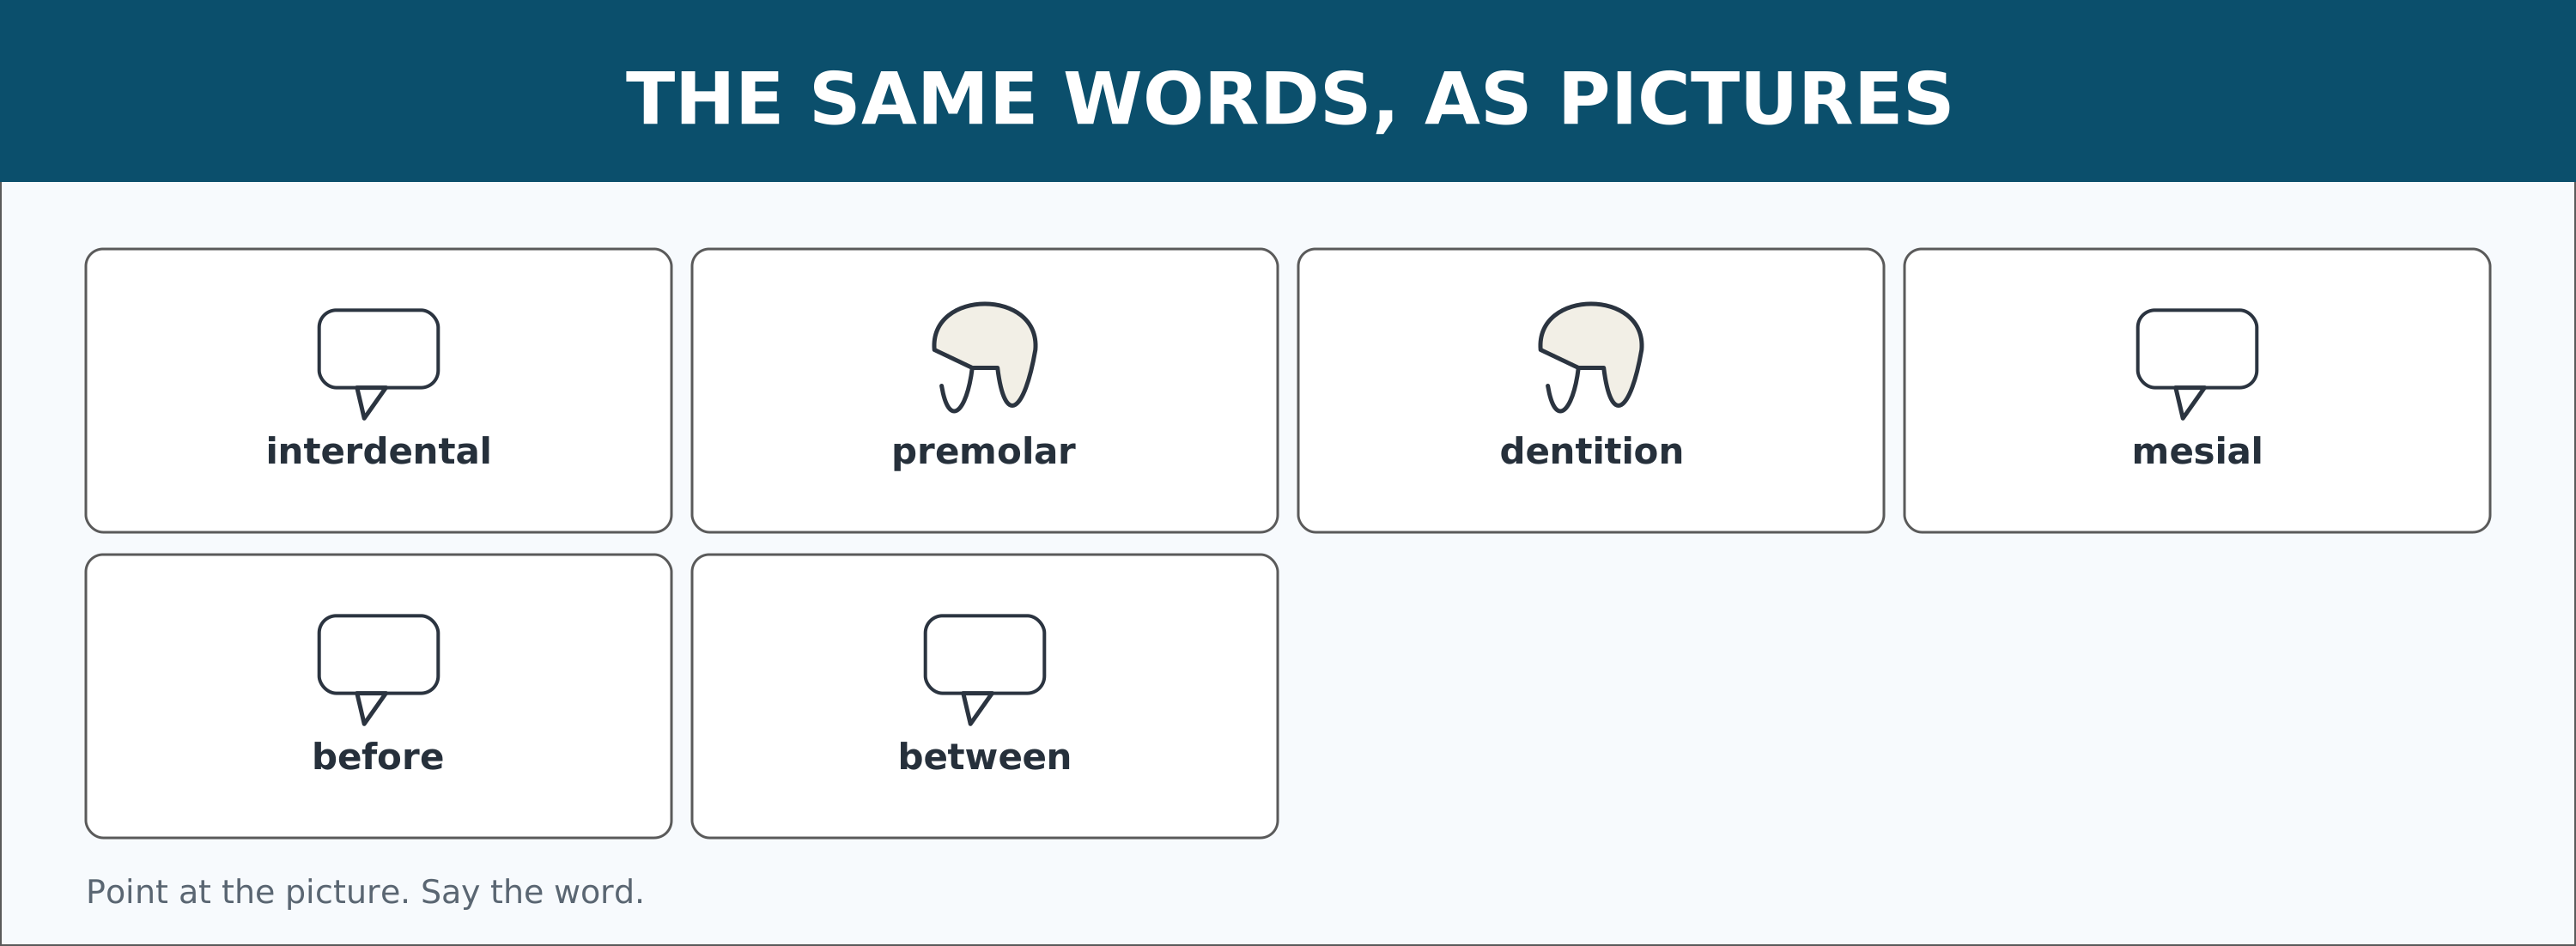 THE SAME WORDS, AS PICTURES
interdental
premolar
dentition
mesial
before
between
Point at the picture. Say the word.